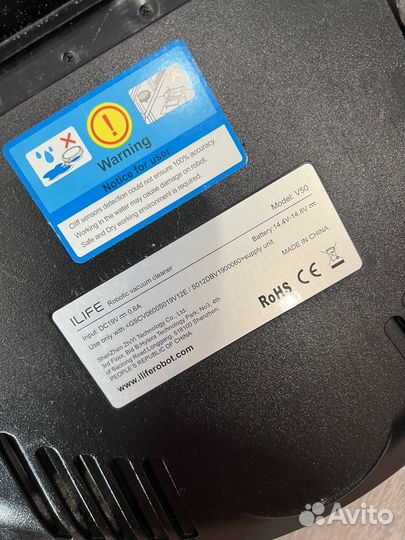 Warning
Notice for user
Cliff sensors detection could not ensure 100% accuracy.
Working in the water may cause damage on robot.
Safe and Dry working environment is required.
ILIFE Robotic vacuum cleaner
Model: V50
Input: DC19V ⎓ 0.6A
Battery:14.4V-14.8V ⎓
Use only with <GSCV0600S019V12E / S012DBV1900060>supply unit
ShenZhen ZhiYi Technology Co., Ltd.
3rd Floor, Bld B,Hytera Technology Park, No3, 4th
of Baolong Road,Longgang; 518100 Shenzhen;
PEOPLE'S REPUBLIC OF CHINA
www.iliferobot.com
MADE IN CHINA
RoHS CE
Avito